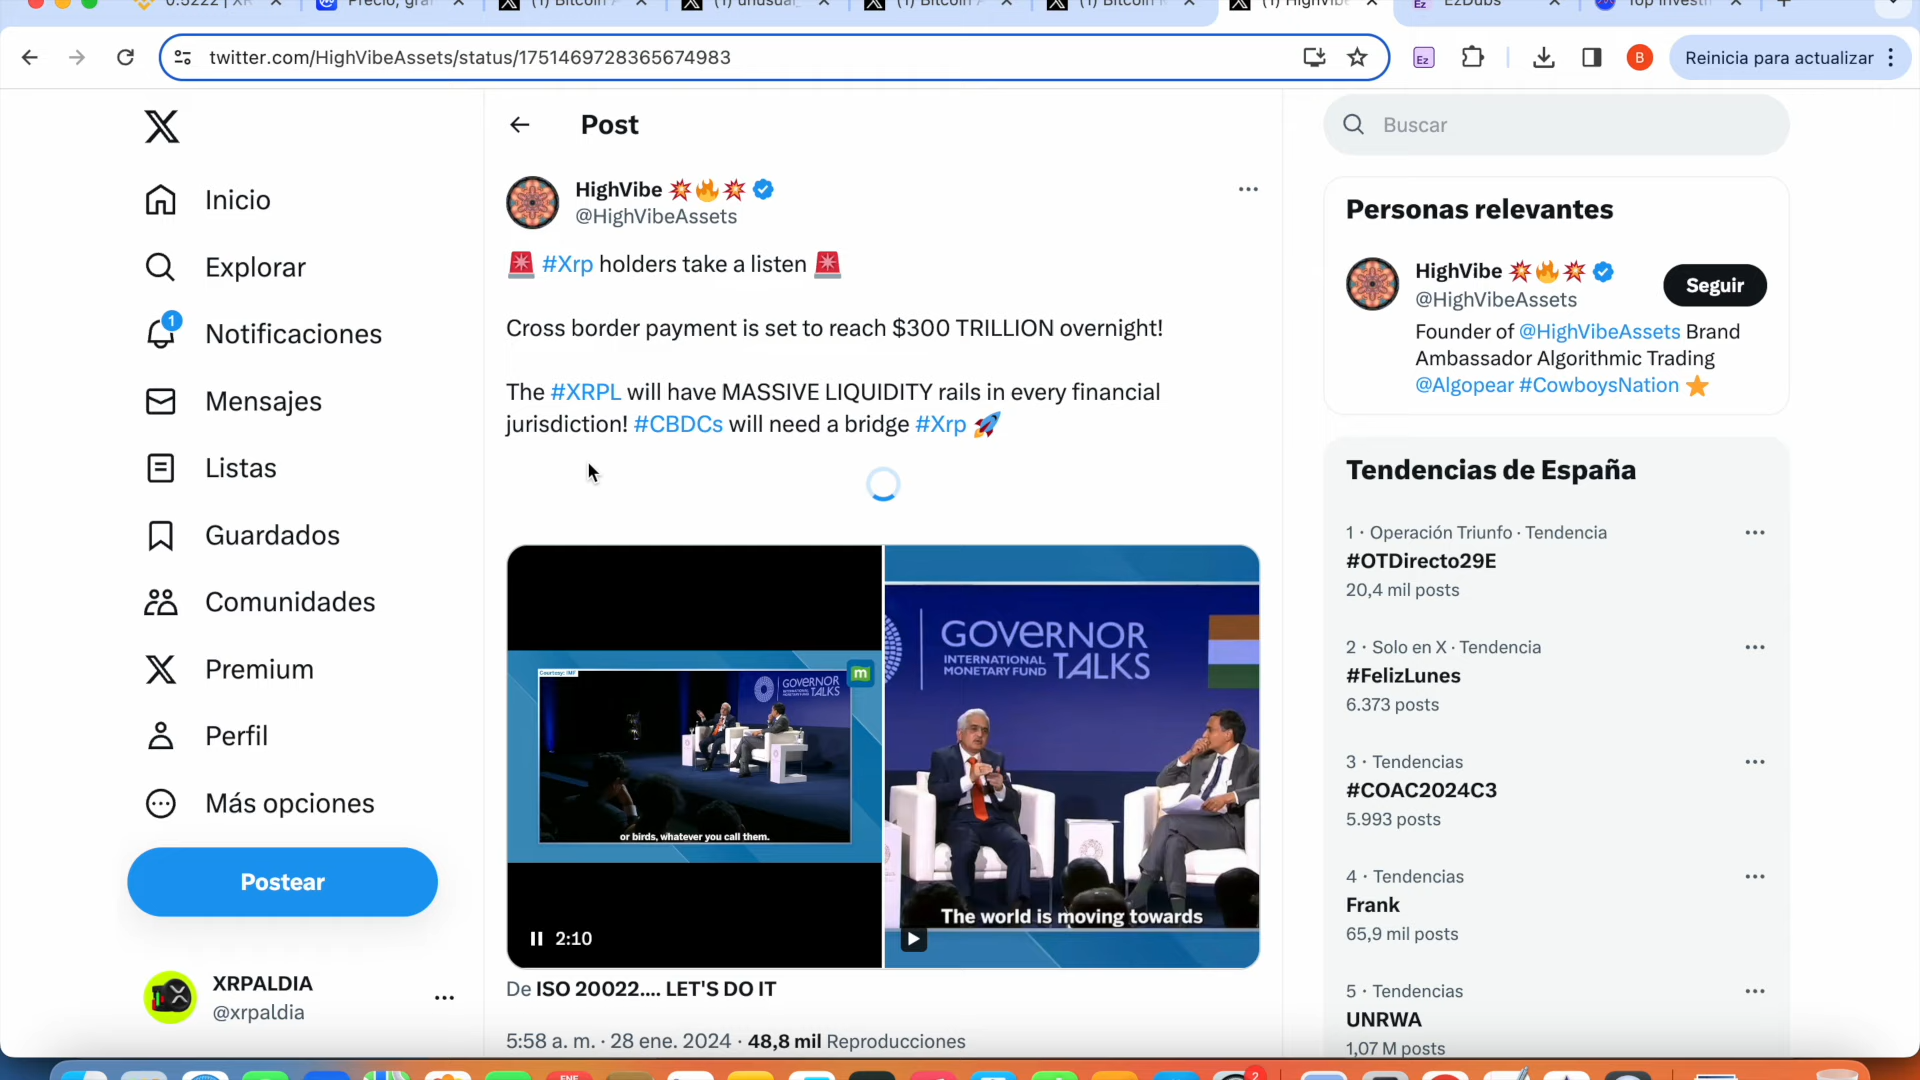 twitter.com/HighVibeAssets/status/1751469728365674983
Reinicia para actualizar
Inicio
Explorar
1
Notificaciones
Mensajes
Listas
Guardados
Comunidades
Premium
Perfil
Más opciones
Postear
XRPALDIA
@xrpaldia
Post
HighVibe
@HighVibeAssets
🚨 #Xrp holders take a listen 🚨
Cross border payment is set to reach $300 TRILLION overnight!
The #XRPL will have MASSIVE LIQUIDITY rails in every financial
jurisdiction! #CBDCs will need a bridge #Xrp 🚀
Courtesy: IMF
GOVERNOR
TALKS
m
or birds, whatever you call them.
2:10
GOVERNOR
INTERNATIONAL
MONETARY FUND
TALKS
The world is moving towards
De ISO 20022.... LET'S DO IT
5:58 a. m. · 28 ene. 2024 · 48,8 mil Reproducciones
Buscar
Personas relevantes
HighVibe
@HighVibeAssets
Seguir
Founder of @HighVibeAssets Brand
Ambassador Algorithmic Trading
@Algopear #CowboysNation ⭐
Tendencias de España
1 · Operación Triunfo · Tendencia
#OTDirecto29E
20,4 mil posts
2 · Solo en X · Tendencia
#FelizLunes
6.373 posts
3 · Tendencias
#COAC2024C3
5.993 posts
4 · Tendencias
Frank
65,9 mil posts
5 · Tendencias
UNRWA
1,07 M posts